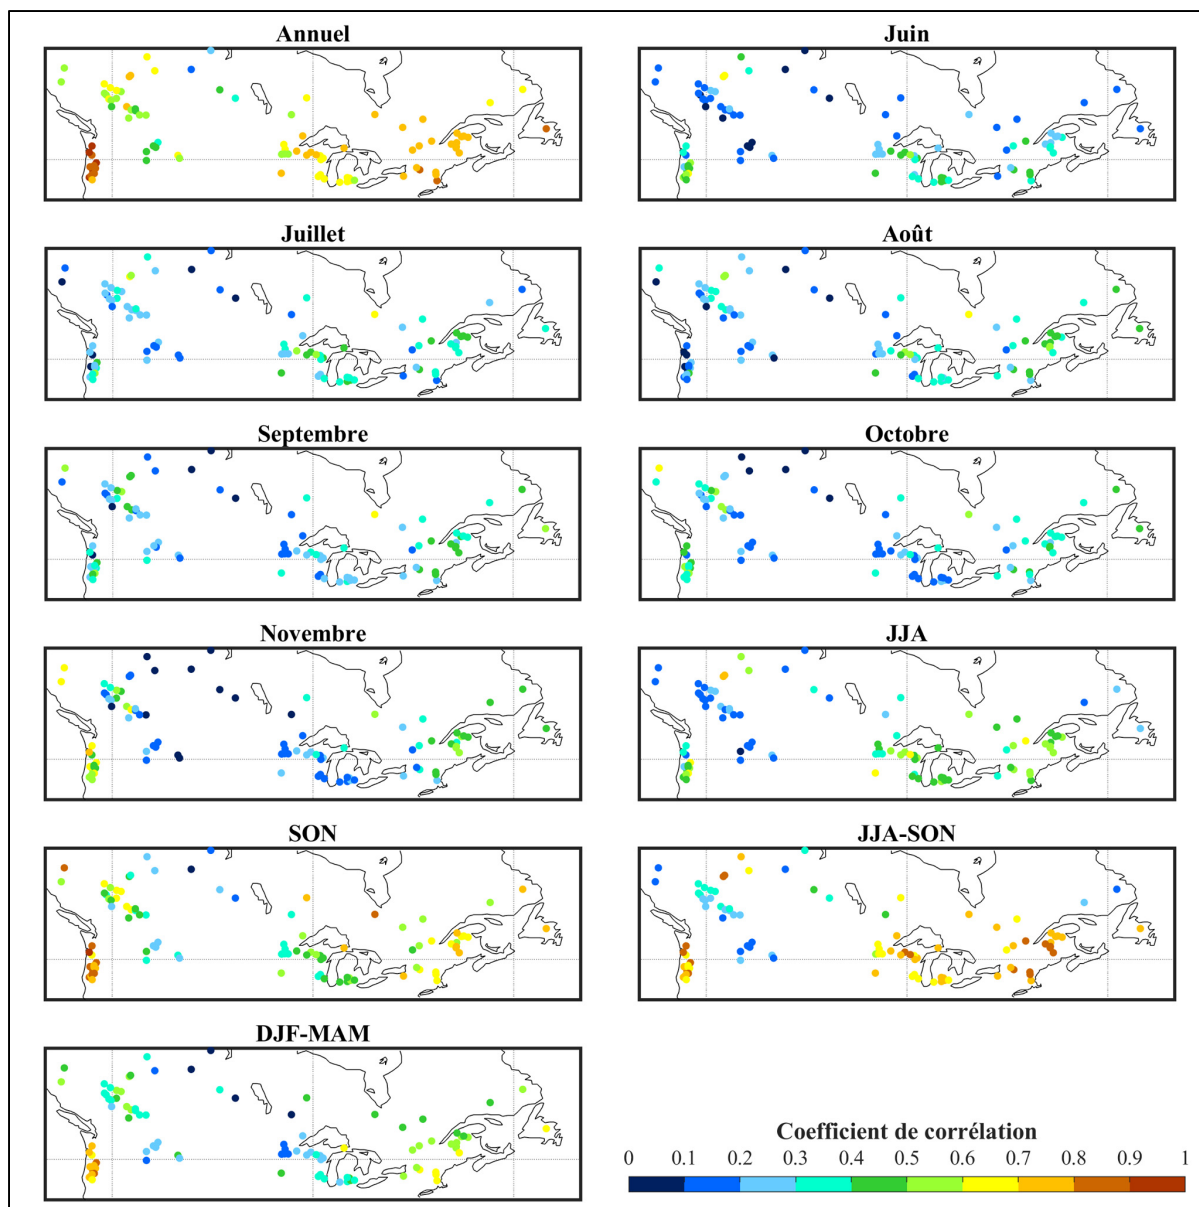 Annuel
Juin
Juillet
Août
Septembre
Octobre
Novembre
JJA
SON
JJA-SON
DJF-MAM
Coefficient de corrélation
0 0.1 0.2 0.3 0.4 0.5 0.6 0.7 0.8 0.9 1